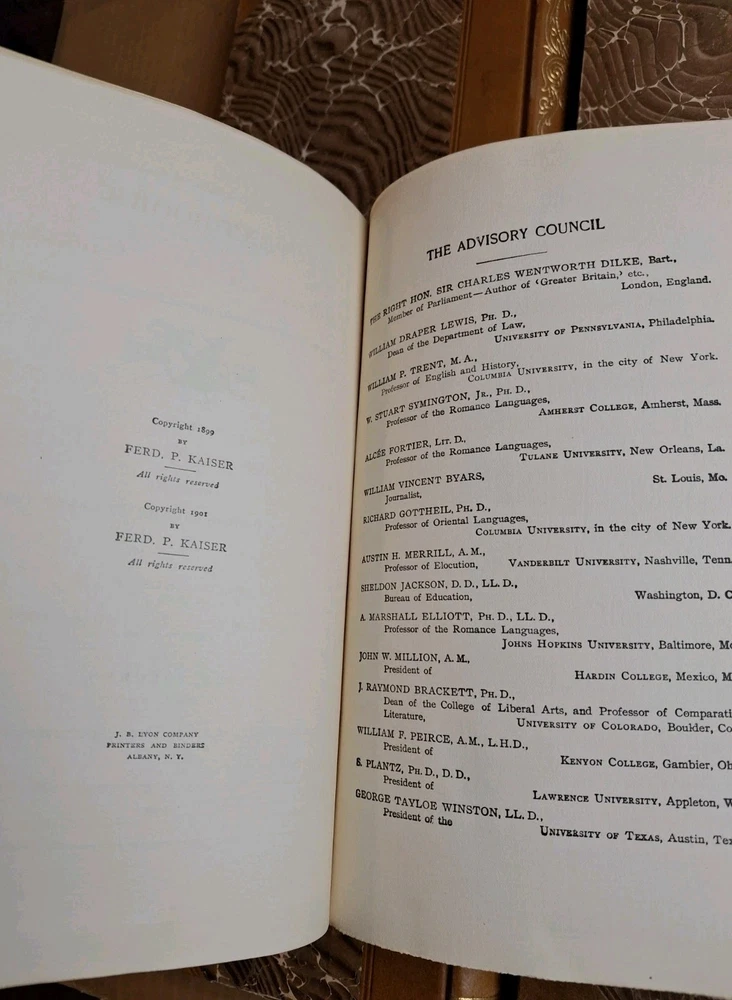 Copyright 1899
BY
FERD. P. KAISER
All rights reserved
Copyright 1901
BY
FERD. P. KAISER
All rights reserved
J. B. LYON COMPANY
PRINTERS AND BINDERS
ALBANY, N. Y.
THE ADVISORY COUNCIL
THE RIGHT HON. SIR CHARLES WENTWORTH DILKE, Bart.,
Member of Parliament—Author of ‘Greater Britain,’ etc.,
London, England.
WILLIAM DRAPER LEWIS, PH. D.,
Dean of the Department of Law,
UNIVERSITY OF PENNSYLVANIA, Philadelphia.
WILLIAM P. TRENT, M. A.,
Professor of English and History,
COLUMBIA UNIVERSITY, in the city of New York.
W. STUART SYMINGTON, JR., PH. D.,
Professor of the Romance Languages,
AMHERST COLLEGE, Amherst, Mass.
ALCÉE FORTIER, LIT. D.,
Professor of the Romance Languages,
TULANE UNIVERSITY, New Orleans, La.
WILLIAM VINCENT BYARS,
Journalist,
St. Louis, Mo.
RICHARD GOTTHEIL, PH. D.,
Professor of Oriental Languages,
COLUMBIA UNIVERSITY, in the city of New York.
AUSTIN H. MERRILL, A. M.,
Professor of Elocution,
VANDERBILT UNIVERSITY, Nashville, Tenn
SHELDON JACKSON, D. D., LL. D.,
Bureau of Education,
Washington, D. C
A. MARSHALL ELLIOTT, PH. D., LL. D.,
Professor of the Romance Languages,
JOHNS HOPKINS UNIVERSITY, Baltimore, M
JOHN W. MILLION, A. M.,
President of
HARDIN COLLEGE, Mexico, M
J. RAYMOND BRACKETT, PH. D.,
Dean of the College of Liberal Arts, and Professor of Comparati
Literature,
UNIVERSITY OF COLORADO, Boulder, Co
WILLIAM F. PEIRCE, A.M., L.H.D.,
President of
KENYON COLLEGE, Gambier, Oh
S. PLANTZ, PH. D., D. D.,
President of
LAWRENCE UNIVERSITY, Appleton, W
GEORGE TAYLOE WINSTON, LL. D.,
President of the
UNIVERSITY OF TEXAS, Austin, Tex